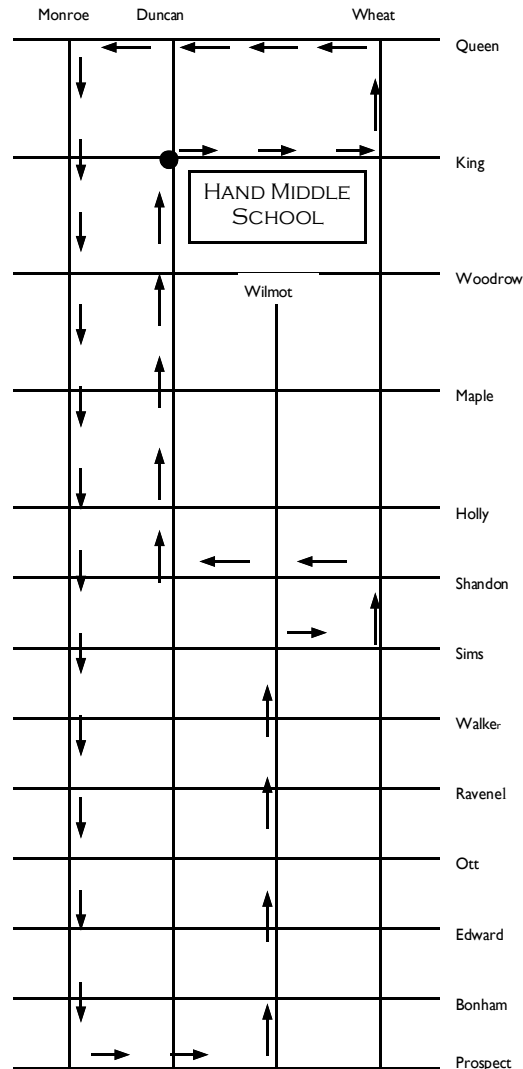 Monroe
Duncan
Wheat
Queen
King
HAND MIDDLE
SCHOOL
Woodrow
Wilmot
Maple
Holly
Shandon
Sims
Walker
Ravenel
Ott
Edward
Bonham
Prospect